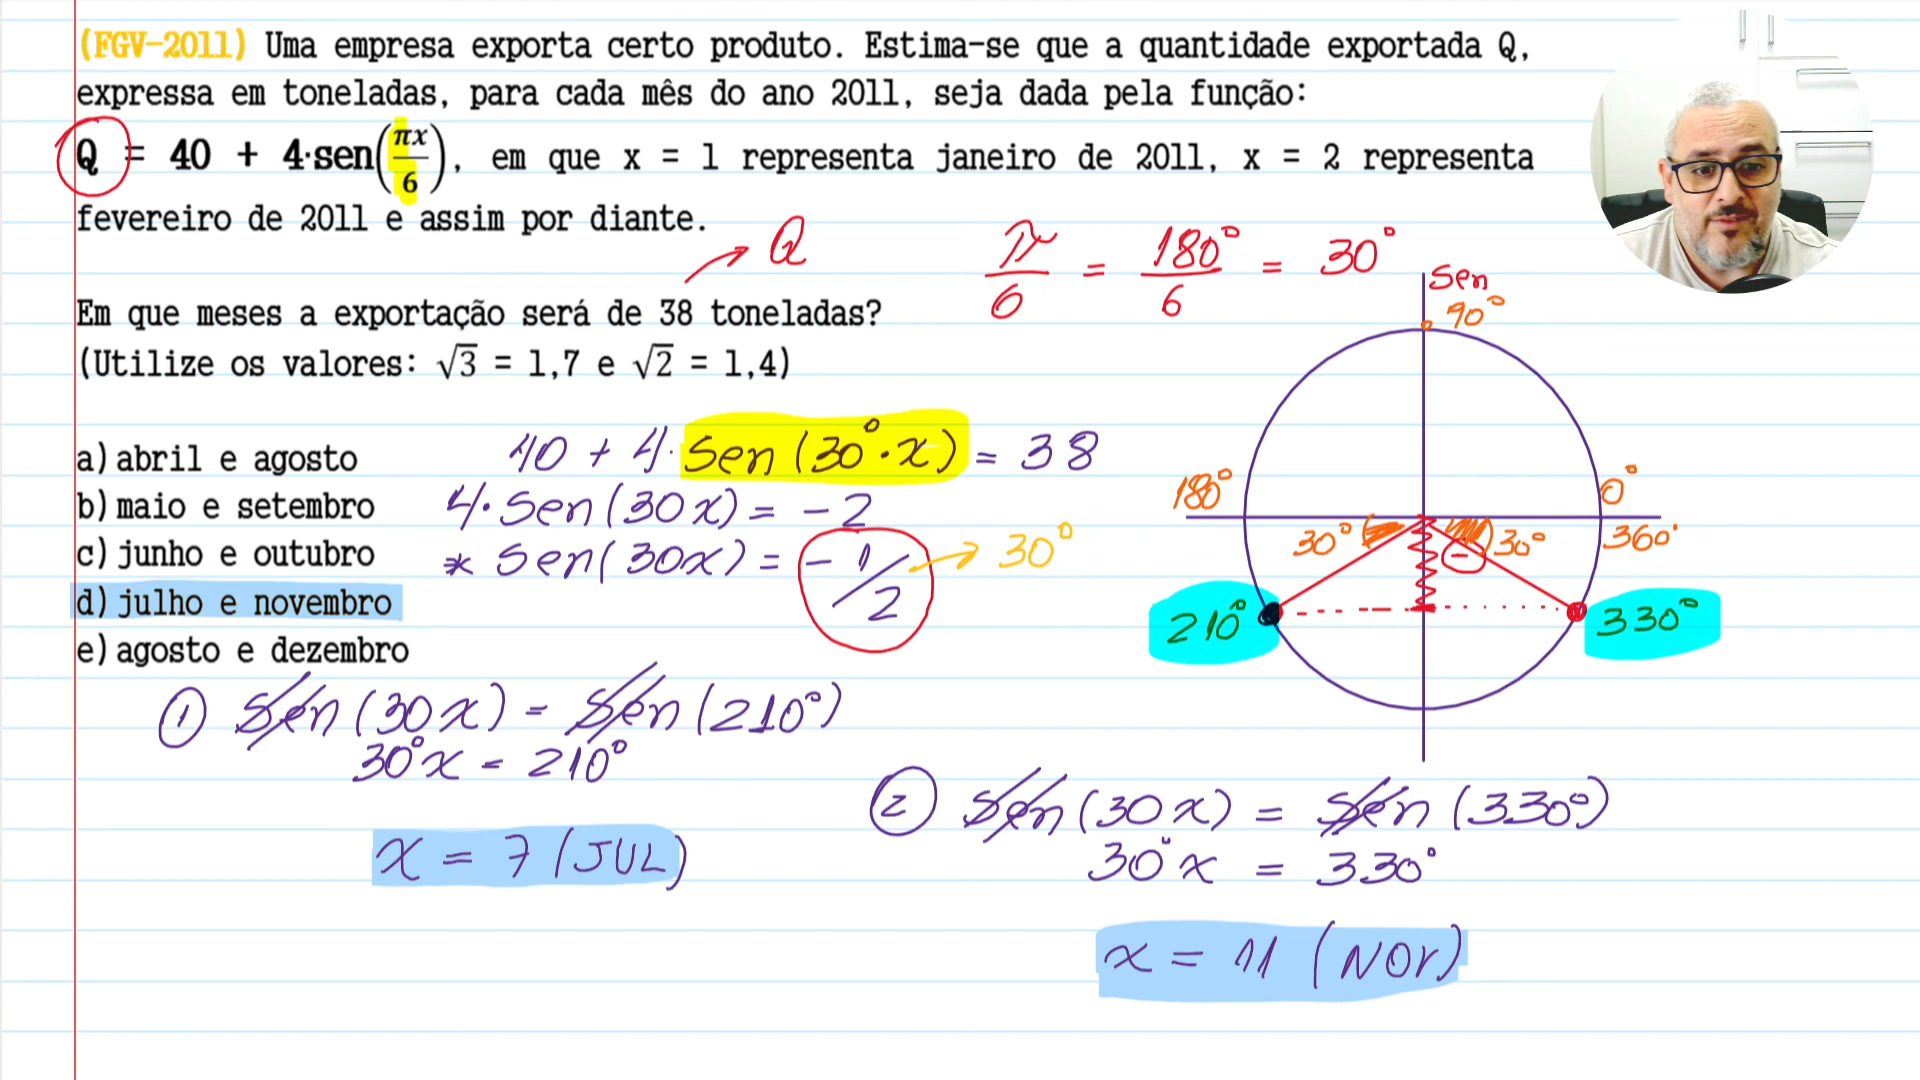 (FGV-2011) Uma empresa exporta certo produto. Estima-se que a quantidade exportada Q,
expressa em toneladas, para cada mês do ano 2011, seja dada pela função:
Q = 40 + 4·sen(πx/6), em que x = 1 representa janeiro de 2011, x = 2 representa
fevereiro de 2011 e assim por diante.
Q
π/6 = 180°/6 = 30°
Em que meses a exportação será de 38 toneladas?
(Utilize os valores: √3 = 1,7 e √2 = 1,4)
a) abril e agosto
b) maio e setembro
c) junho e outubro
d) julho e novembro
e) agosto e dezembro
40 + 4·sen(30°·x) = 38
4·sen(30x) = -2
* sen(30x) = -1/2
30°
sen
90°
180°
0°
360°
30°
30°
-
210°
330°
1 sen(30x) = sen(210°)
30°x = 210°
x = 7 (JUL)
2 sen(30x) = sen(330°)
30°x = 330°
x = 11 (NOV)